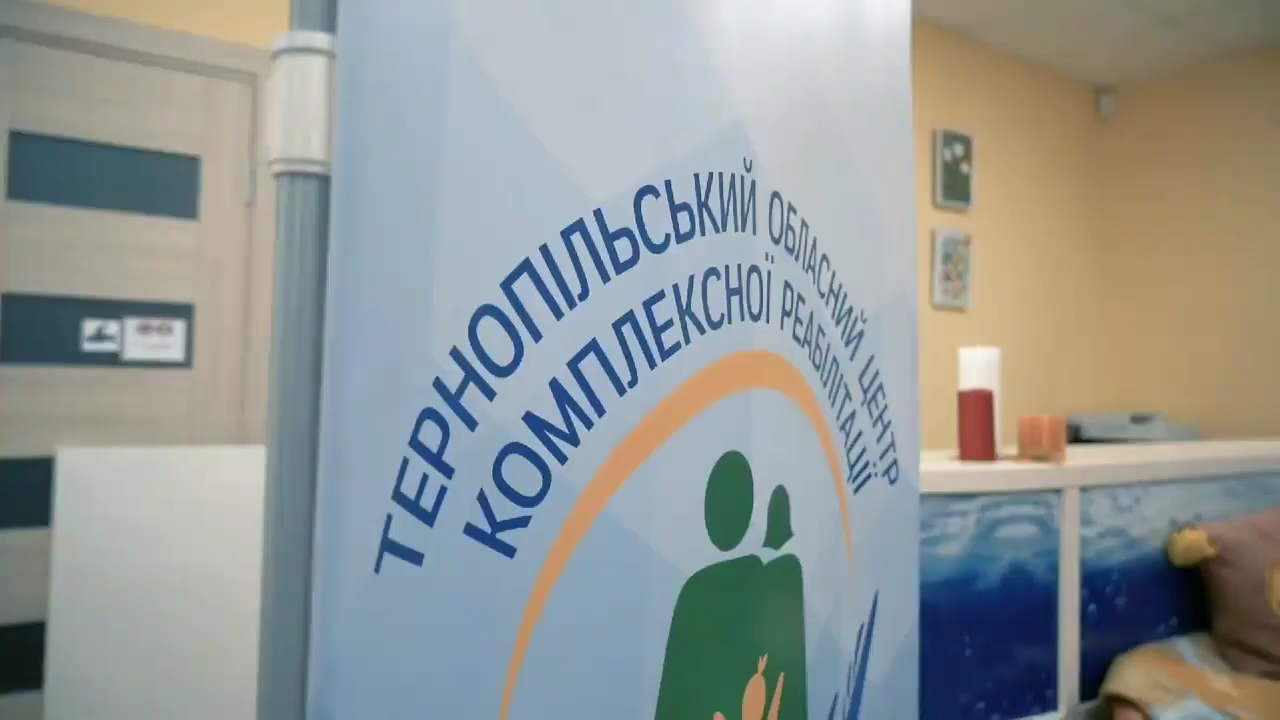 ТЕРНОПІЛЬСЬКИЙ ОБЛАСНИЙ ЦЕНТР
КОМПЛЕКСНОЇ РЕАБІЛІТАЦІЇ